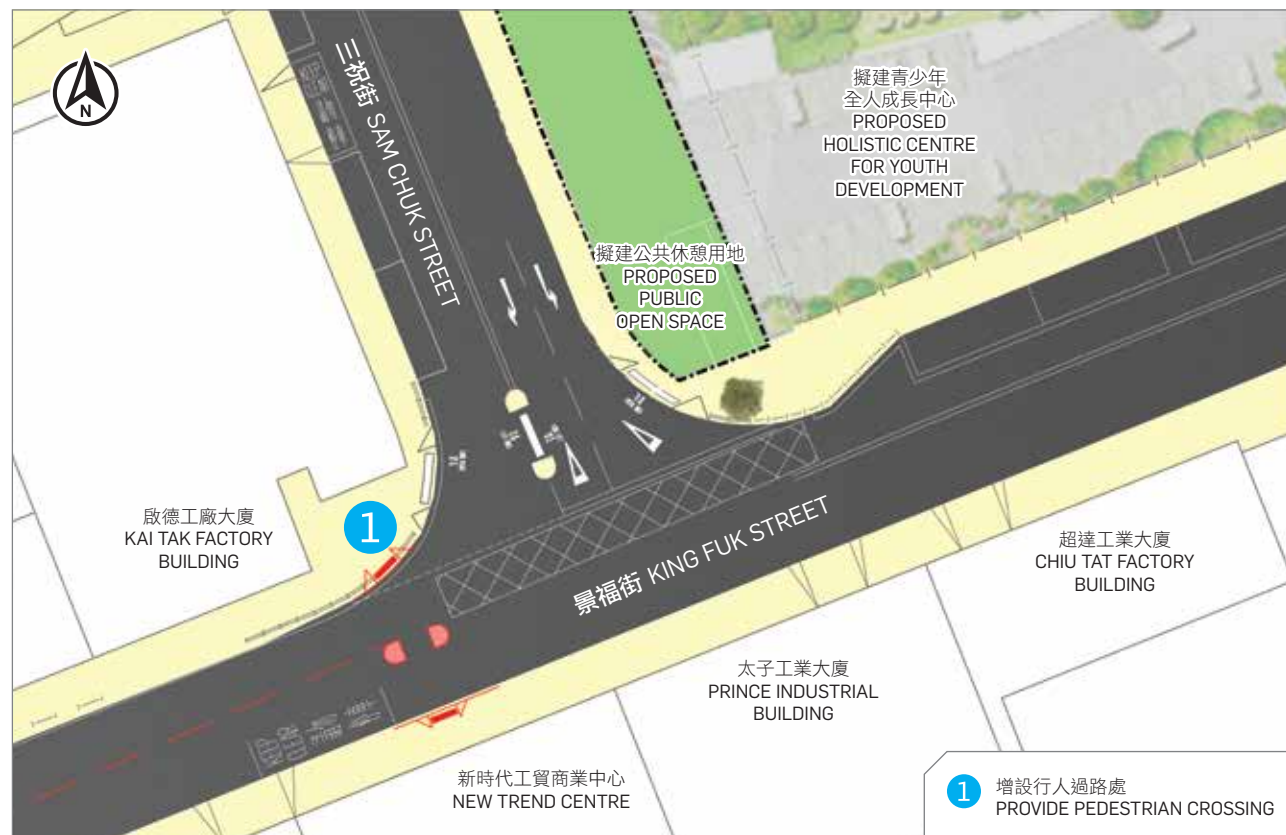 N
三祝街 SAM CHUK STREET
擬建青少年
全人成長中心
PROPOSED
HOLISTIC CENTRE
FOR YOUTH
DEVELOPMENT
擬建公共休憩用地
PROPOSED
PUBLIC
OPEN SPACE
啟德工廠大廈
KAI TAK FACTORY
BUILDING
1
景福街 KING FUK STREET
超達工業大廈
CHIU TAT FACTORY
BUILDING
太子工業大廈
PRINCE INDUSTRIAL
BUILDING
新時代工貿商業中心
NEW TREND CENTRE
1 增設行人過路處
PROVIDE PEDESTRIAN CROSSING